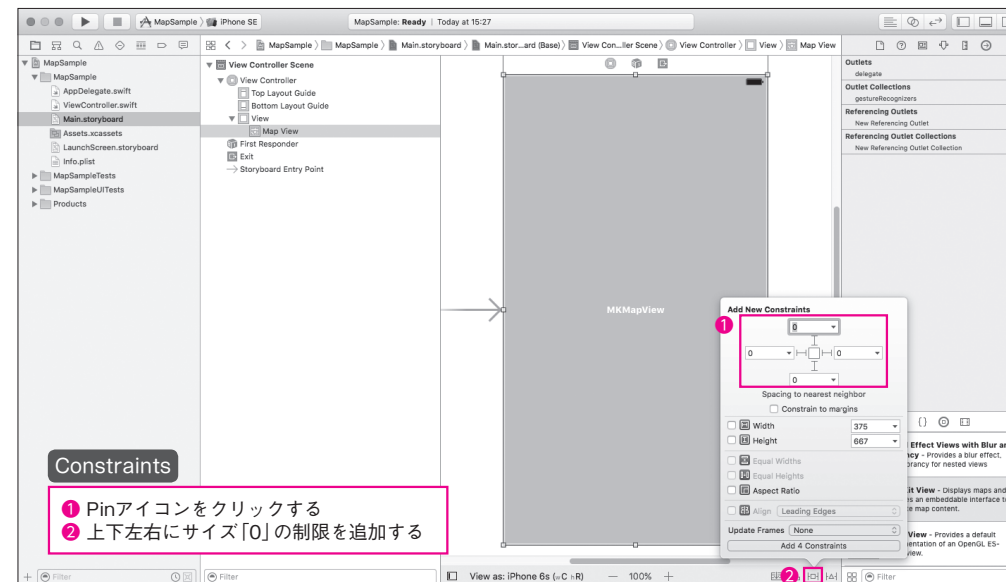 MapSample
iPhone SE
MapSample: Ready | Today at 15:27
MapSample
MapSample
Main.storyboard
Main.stor...ard (Base)
View Con...ller Scene
View Controller
View
Map View
MapSample
MapSample
AppDelegate.swift
ViewController.swift
Main.storyboard
Assets.xcassets
LaunchScreen.storyboard
Info.plist
MapSampleTests
MapSampleUITests
Products
View Controller Scene
View Controller
Top Layout Guide
Bottom Layout Guide
View
Map View
First Responder
Exit
Storyboard Entry Point
Outlets
delegate
Outlet Collections
gestureRecognizers
Referencing Outlets
New Referencing Outlet
Referencing Outlet Collections
New Referencing Outlet Collection
MKMapView
Add New Constraints
1
0
0
0
0
Spacing to nearest neighbor
Constrain to margins
Width 375
Height 667
Equal Widths
Equal Heights
Aspect Ratio
Align Leading Edges
Update Frames None
Add 4 Constraints
Effect Views with Blur
- Provides a blur effect,
for nested views
View - Displays maps and
an embeddable interface
map content.
View - Provides a default
of an OpenGL ES-
view.
Constraints
1 Pinアイコンをクリックする
2 上下左右にサイズ「0」の制限を追加する
Filter
Filter
View as: iPhone 6s (wC hR)
100%
2
Filter